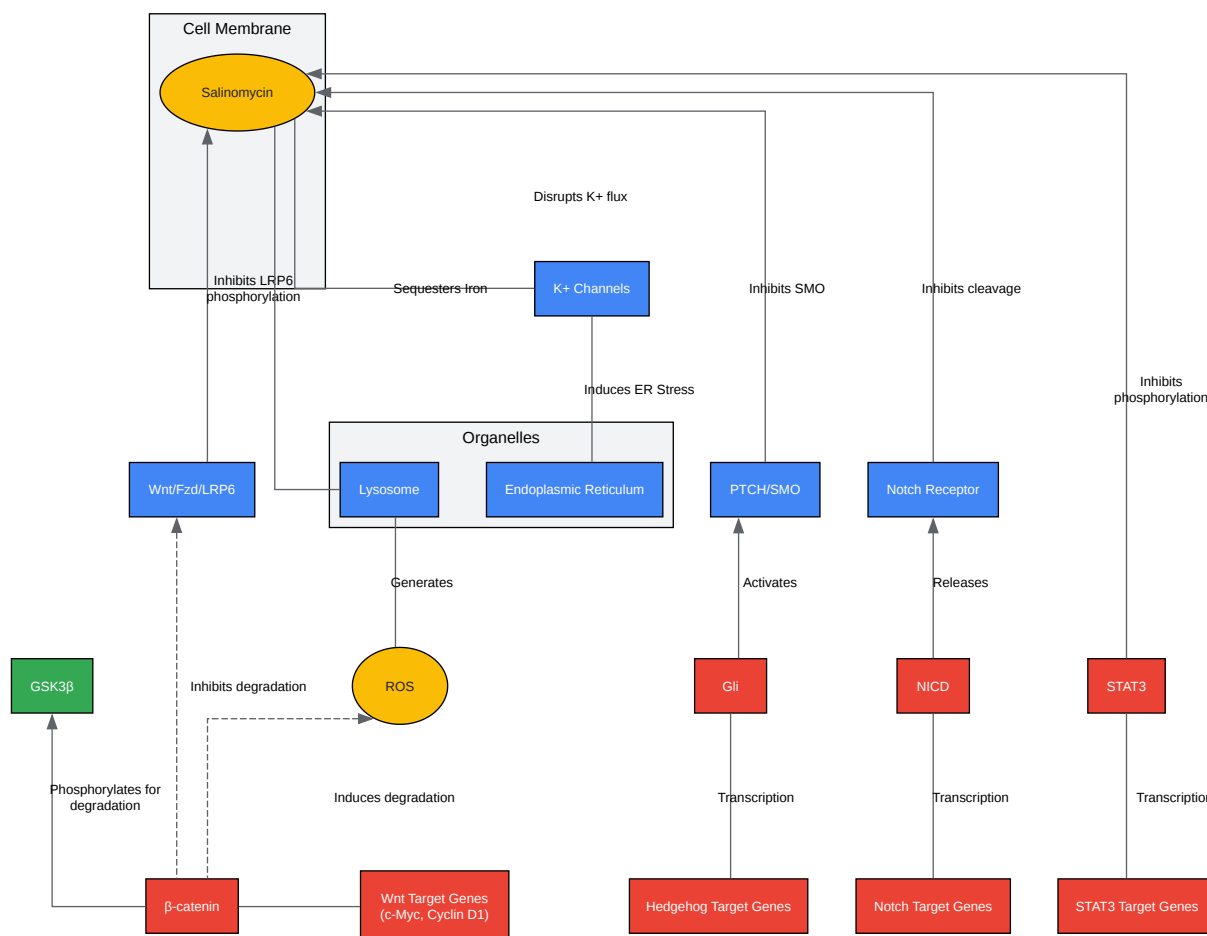 Cell Membrane
Salinomycin
Disrupts K+ flux
Inhibits LRP6
phosphorylation
Sequesters Iron
K+ Channels
Inhibits SMO
Inhibits cleavage
Induces ER Stress
Inhibits
phosphorylation
Organelles
Wnt/Fzd/LRP6
Lysosome
Endoplasmic Reticulum
PTCH/SMO
Notch Receptor
Generates
Activates
Releases
GSK3β
Inhibits degradation
ROS
Gli
NICD
STAT3
Phosphorylates for
degradation
Induces degradation
Transcription
Transcription
Transcription
β-catenin
Wnt Target Genes
(c-Myc, Cyclin D1)
Hedgehog Target Genes
Notch Target Genes
STAT3 Target Genes